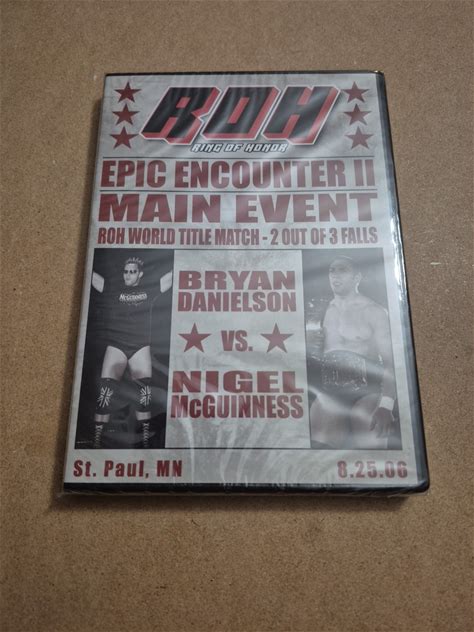 ROH
RING OF HONOR
EPIC ENCOUNTER II
MAIN EVENT
ROH WORLD TITLE MATCH - 2 OUT OF 3 FALLS
BRYAN
DANIELSON
VS.
NIGEL
McGUINNESS
McGuinness
St. Paul, MN
8.25.06